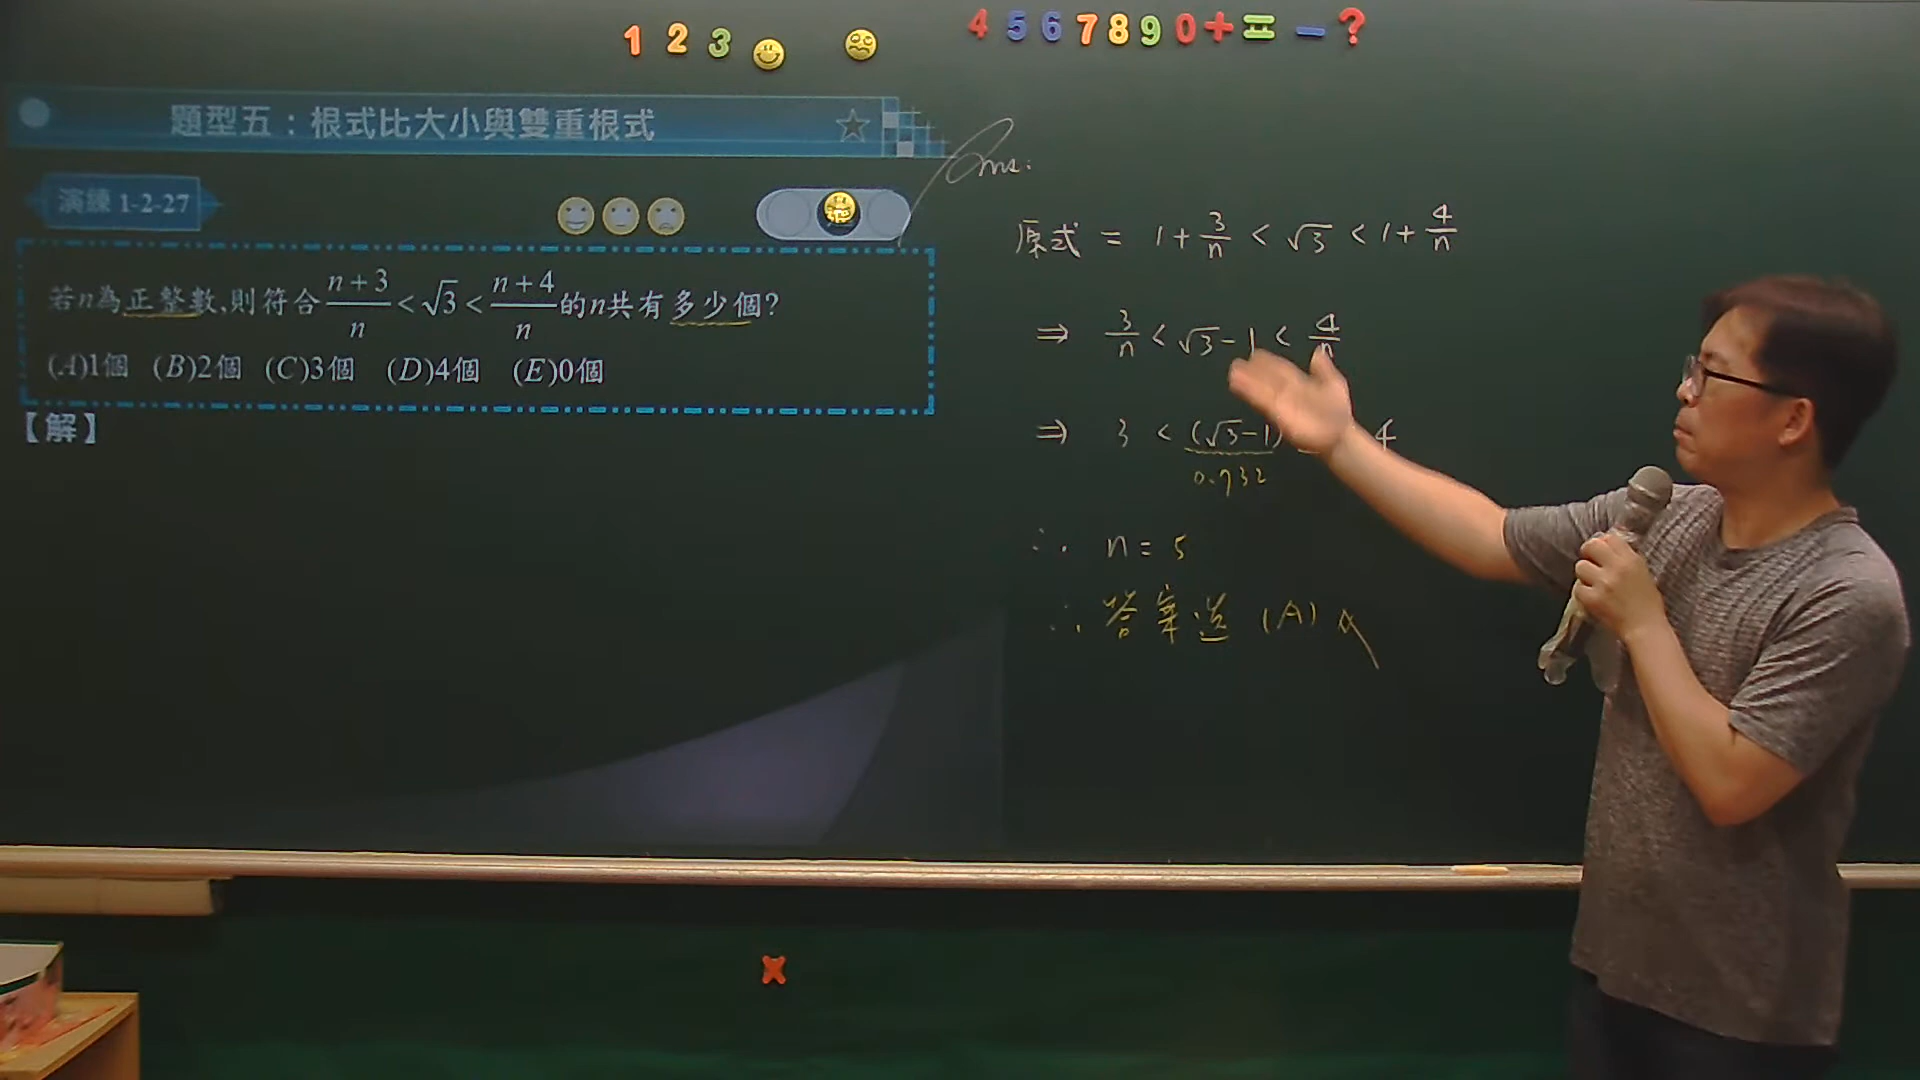 1 2 3 4 5 6 7 8 9 0 + = − ?
題型五：根式比大小與雙重根式
演練 1-2-27
若n為正整數,則符合 (n+3)/n < √3 < (n+4)/n 的n共有多少個?
(A)1個 (B)2個 (C)3個 (D)4個 (E)0個
【解】
Ans:
原式 = 1 + 3/n < √3 < 1 + 4/n
⇒ 3/n < √3 − 1 < 4/n
⇒ 3 < (√3−1) 4
0.732
∴ n = 5
∴ 答案選 (A)
x